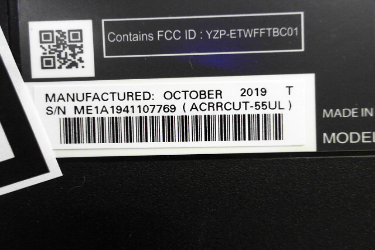 Contains FCC ID : YZP-ETWFFTBC01
MANUFACTURED: OCTOBER 2019 T
S/N ME1A1941107769 ( ACRRCUT-55UL )
MADE IN
MODEL